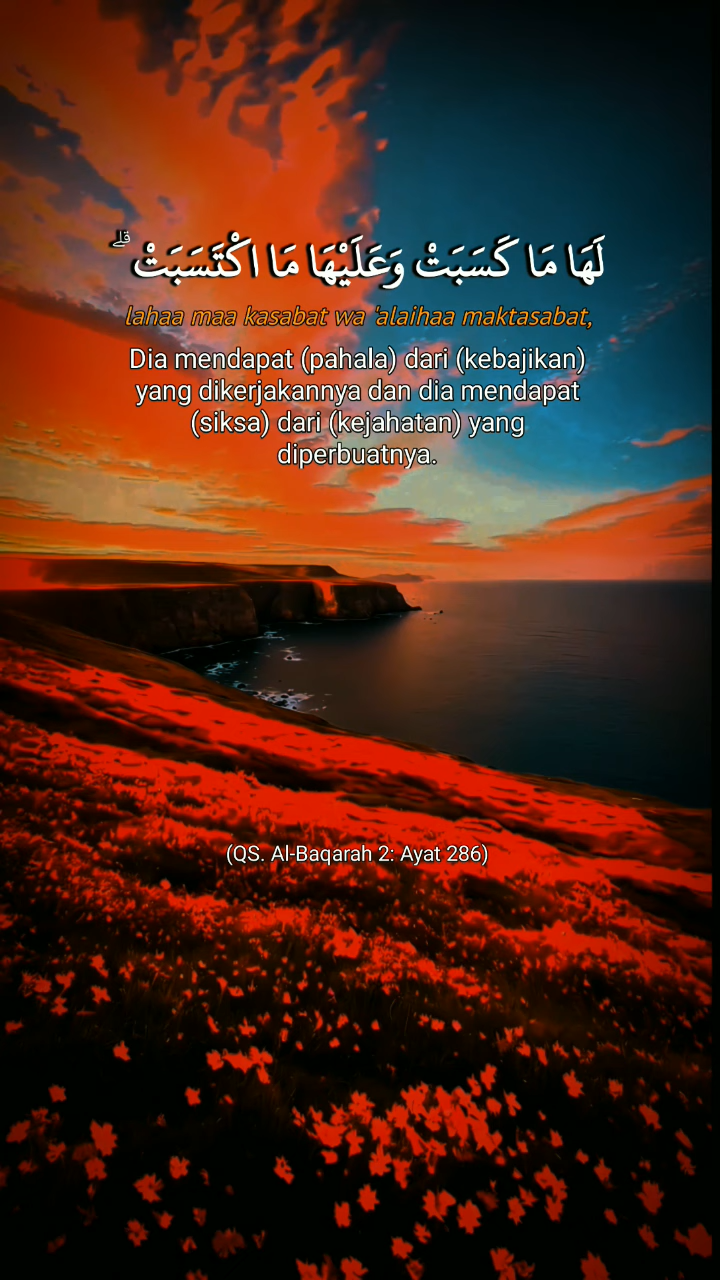 لَهَا مَا كَسَبَتْ وَعَلَيْهَا مَا اكْتَسَبَتْ ۗ
lahaa maa kasabat wa 'alaihaa maktasabat,
Dia mendapat (pahala) dari (kebajikan)
yang dikerjakannya dan dia mendapat
(siksa) dari (kejahatan) yang
diperbuatnya.
(QS. Al-Baqarah 2: Ayat 286)